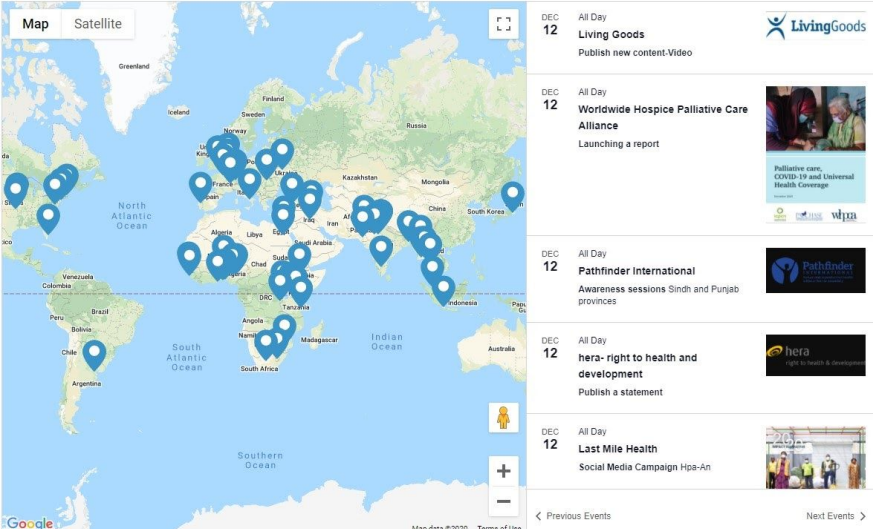 Map
Satellite
Greenland
Iceland
Finland
Sweden
Norway
Russia
Ukraine
France
Spain
Kazakhstan
Mongolia
China
South Korea
North
Atlantic
Ocean
Algeria
Libya
Egypt
Iraq
Iran
Saudi Arabia
Chad
Sudan
Venezuela
Colombia
DRC
Tanzania
Indonesia
Brazil
Peru
Bolivia
Angola
Namibia
Madagascar
Chile
South
Atlantic
Ocean
Indian
Ocean
Australia
South Africa
Argentina
Southern
Ocean
Google
Map data ©2020
Terms of Use
DEC
12
All Day
Living Goods
Publish new content-Video
LivingGoods
DEC
12
All Day
Worldwide Hospice Palliative Care
Alliance
Launching a report
Palliative care,
COVID-19 and Universal
Health Coverage
whpca
DEC
12
All Day
Pathfinder International
Awareness sessions Sindh and Punjab
provinces
Pathfinder
INTERNATIONAL
DEC
12
All Day
hera- right to health and
development
Publish a statement
hera
right to health & development
DEC
12
All Day
Last Mile Health
Social Media Campaign Hpa-An
Previous Events
Next Events